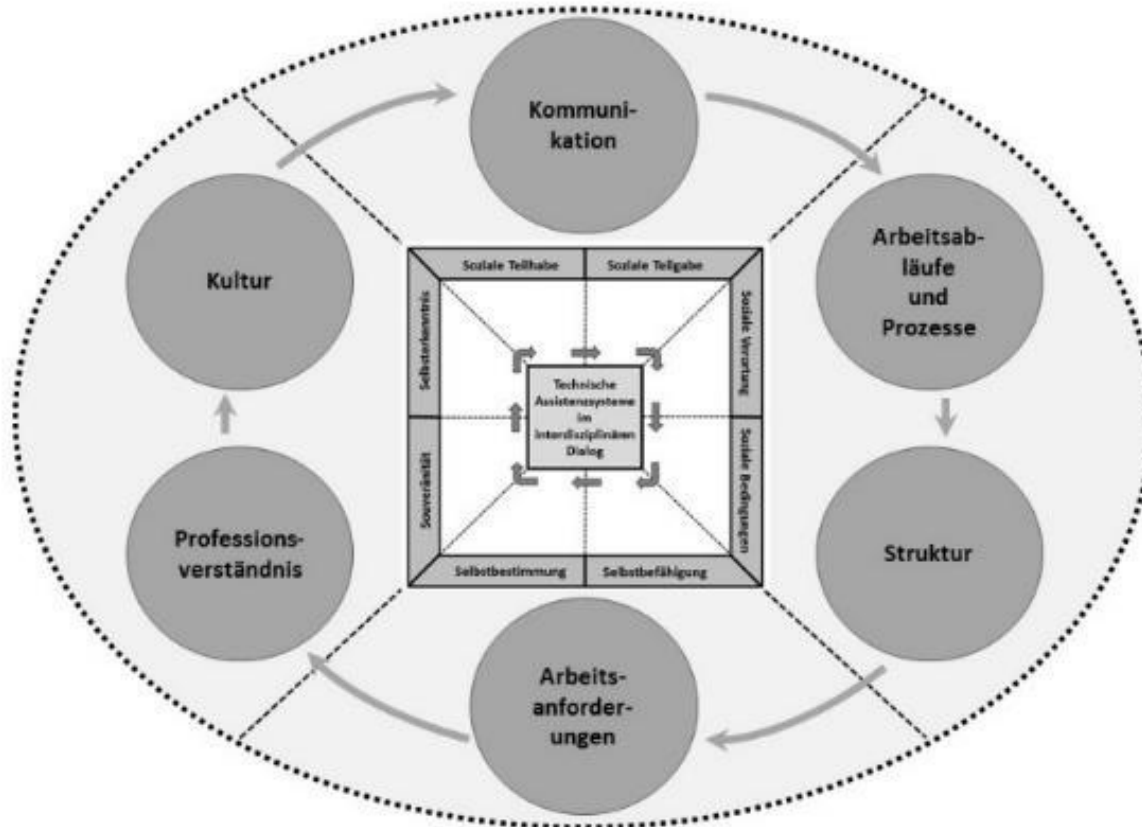 Kommuni-
kation
Arbeitsab-
läufe
und
Prozesse
Struktur
Arbeits-
anforder-
ungen
Professions-
verständnis
Kultur
Soziale Teilhabe
Soziale Teilgabe
Soziale Verortung
Soziale Bedingungen
Selbstbefähigung
Selbstbestimmung
Souveränität
Selbsterkenntnis
Technische
Assistenzsysteme
im
interdisziplinären
Dialog